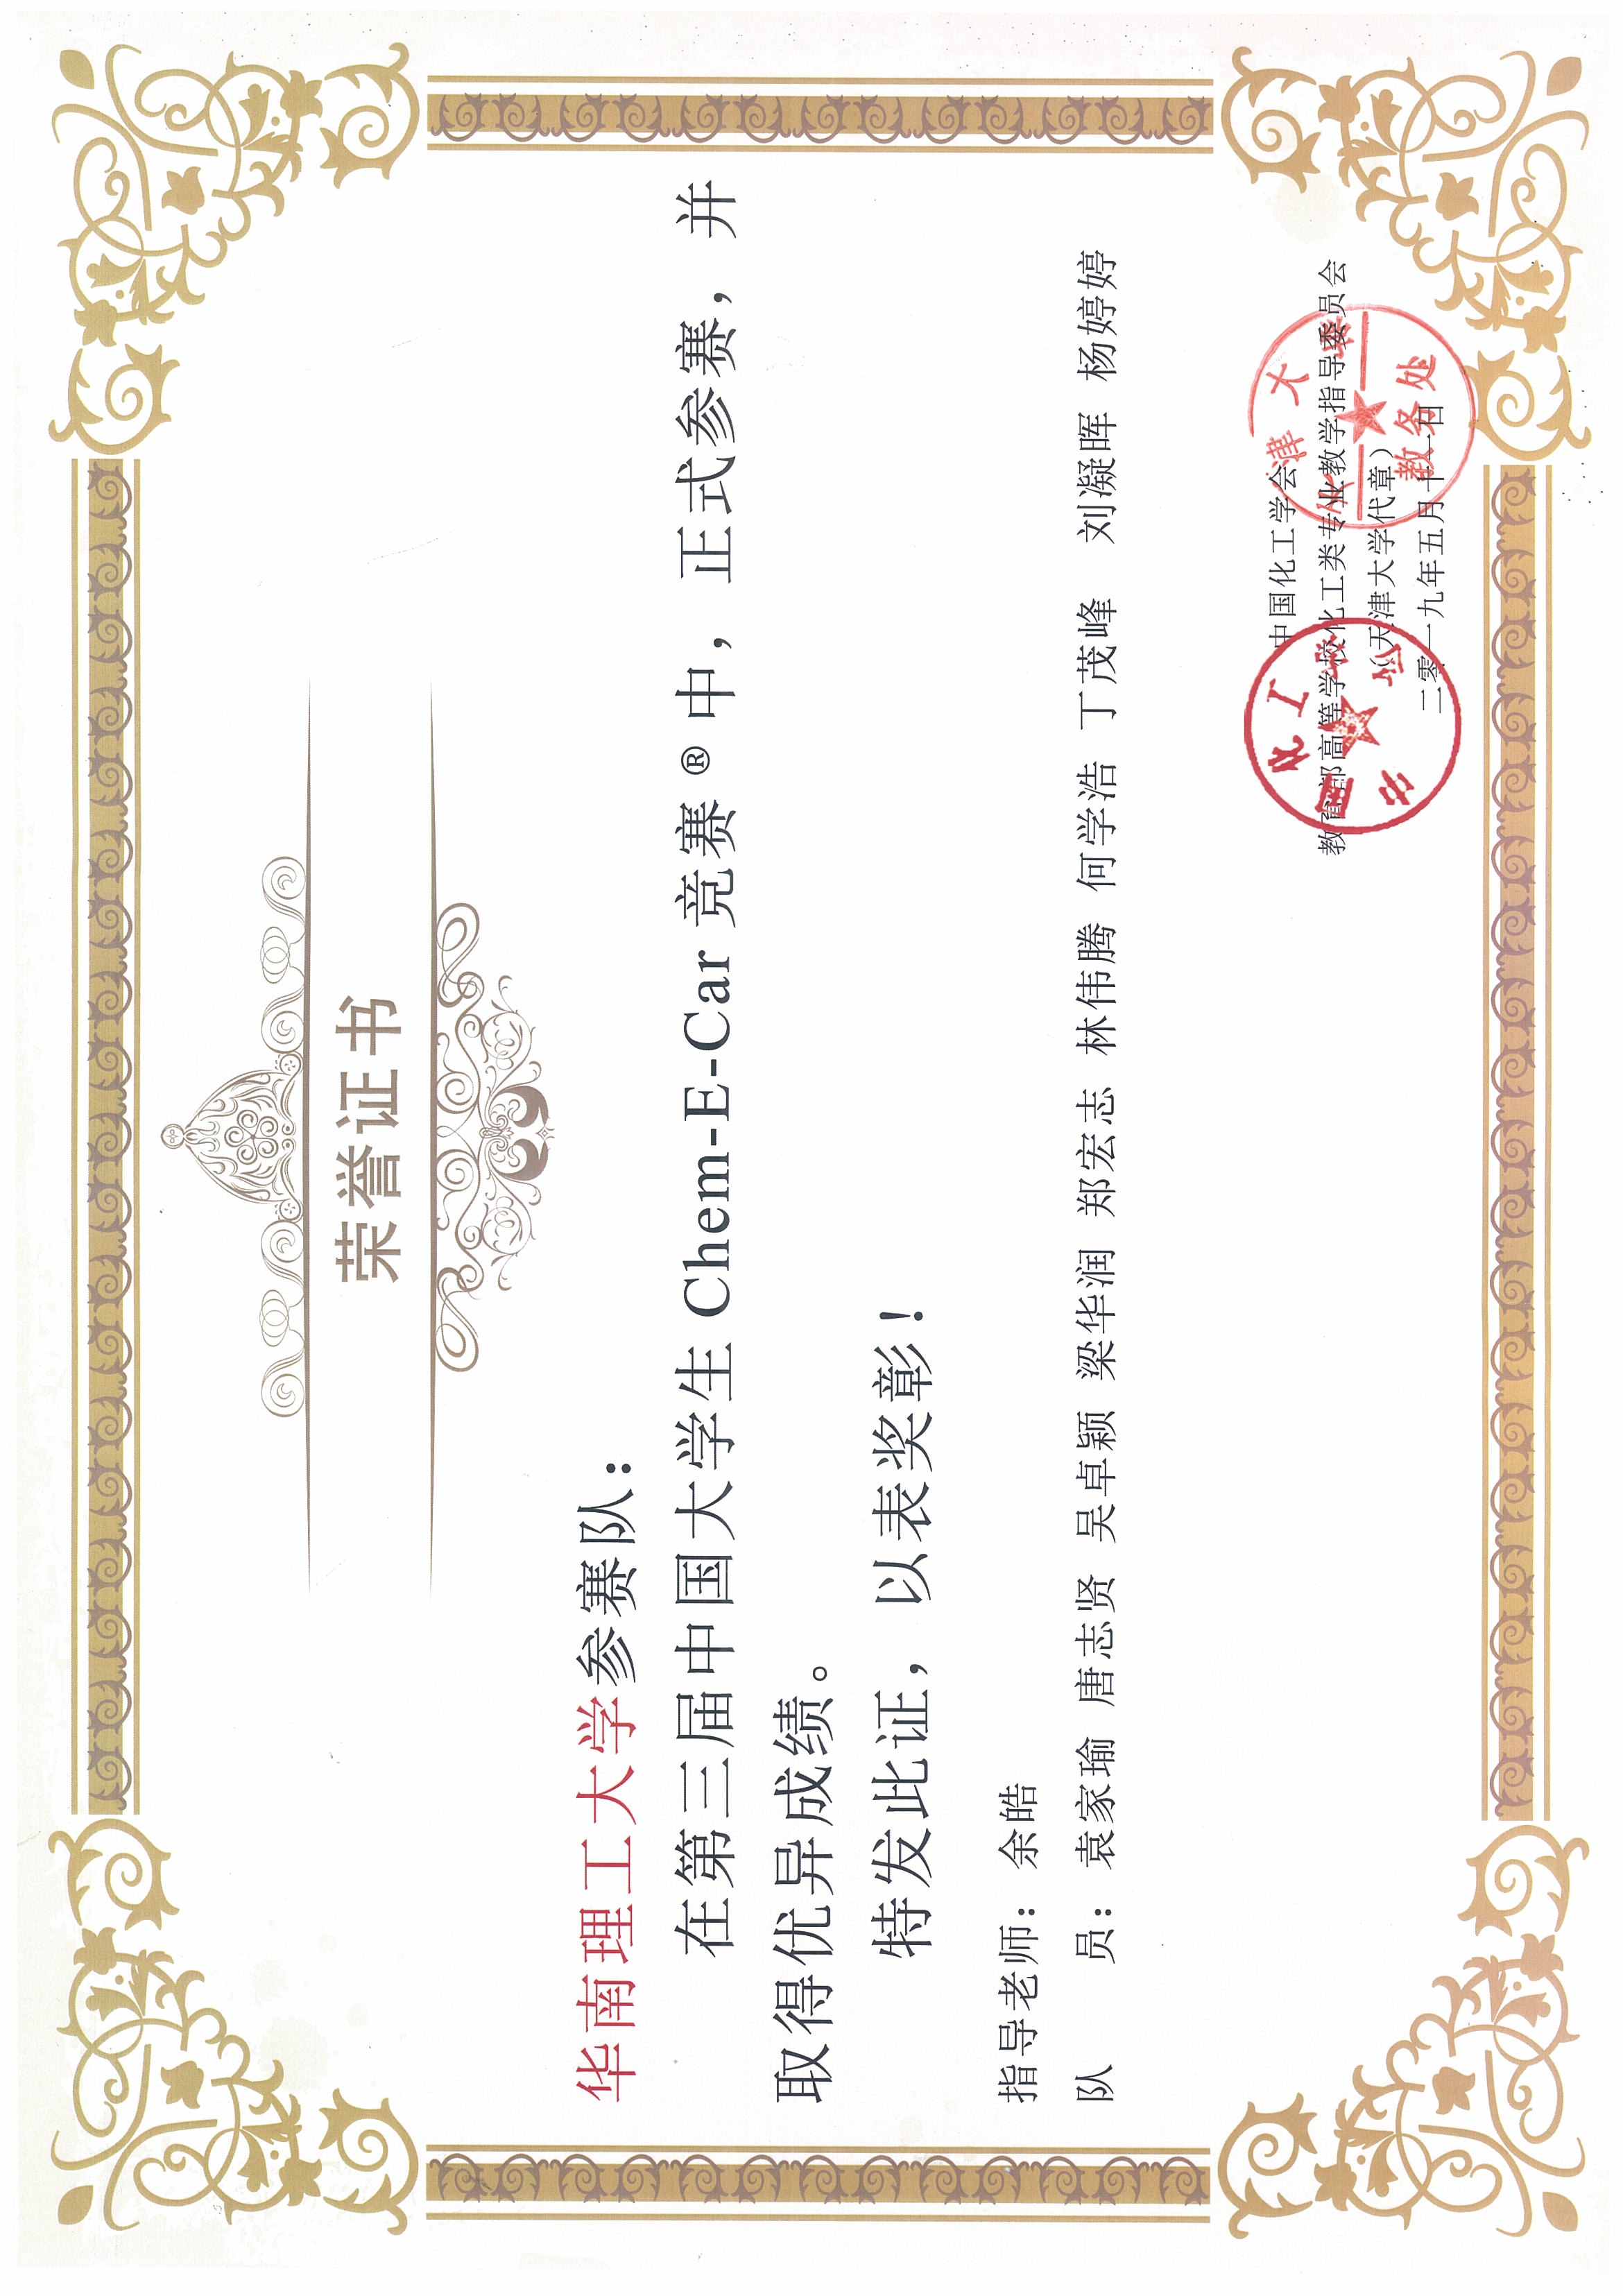 荣誉证书
华南理工大学参赛队：
在第三届中国大学生 Chem-E-Car 竞赛® 中，正式参赛，并
取得优异成绩。
特发此证，以表奖彰！
指导老师：余皓
队 员：袁家瑜 唐志贤 吴卓颖 梁华润 郑宏志 林伟腾 何学浩 丁茂峰 刘凝晖 杨婷婷
中国化工学会
教育部高等学校化工类专业教学指导委员会
（天津大学代章）
二零一九年五月十一日
中国化工学会
天津大学
教务处